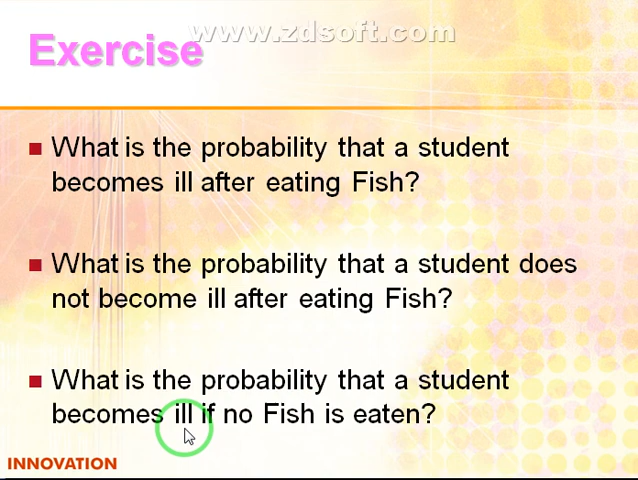 www.zdsoft.com
Exercise
What is the probability that a student
becomes ill after eating Fish?
What is the probability that a student does
not become ill after eating Fish?
What is the probability that a student
becomes ill if no Fish is eaten?
INNOVATION